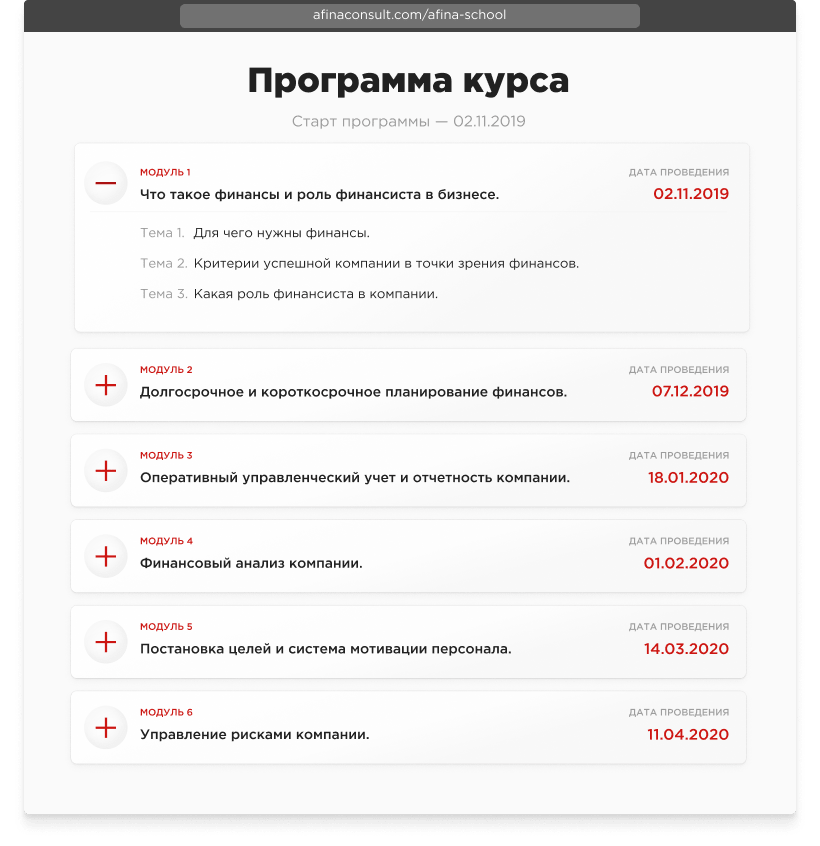 afinaconsult.com/afina-school
Программа курса
Старт программы — 02.11.2019
МОДУЛЬ 1
ДАТА ПРОВЕДЕНИЯ
Что такое финансы и роль финансиста в бизнесе.
02.11.2019
Тема 1. Для чего нужны финансы.
Тема 2. Критерии успешной компании в точки зрения финансов.
Тема 3. Какая роль финансиста в компании.
МОДУЛЬ 2
ДАТА ПРОВЕДЕНИЯ
Долгосрочное и короткосрочное планирование финансов.
07.12.2019
МОДУЛЬ 3
ДАТА ПРОВЕДЕНИЯ
Оперативный управленческий учет и отчетность компании.
18.01.2020
МОДУЛЬ 4
ДАТА ПРОВЕДЕНИЯ
Финансовый анализ компании.
01.02.2020
МОДУЛЬ 5
ДАТА ПРОВЕДЕНИЯ
Постановка целей и система мотивации персонала.
14.03.2020
МОДУЛЬ 6
ДАТА ПРОВЕДЕНИЯ
Управление рисками компании.
11.04.2020